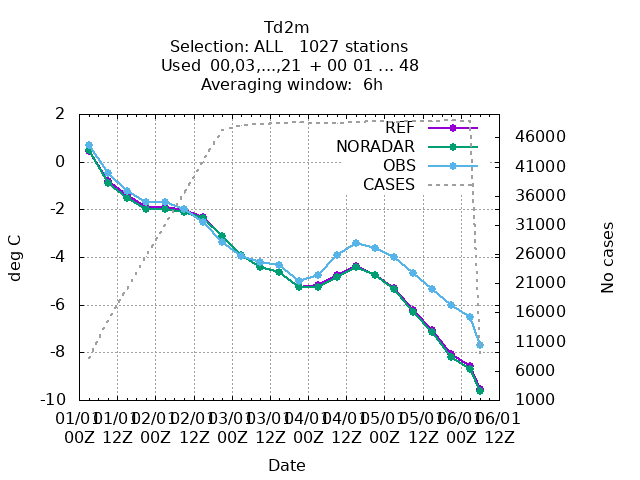 Td2m
Selection: ALL   1027 stations
Used  00,03,...,21  + 00 01 ... 48
Averaging window:  6h
REF
NORADAR
OBS
CASES
2
0
-2
-4
-6
-8
-10
46000
41000
36000
31000
26000
21000
16000
11000
6000
1000
deg C
No cases
01/01 01/01 02/01 02/01 03/01 03/01 04/01 04/01 05/01 05/01 06/01 06/01
00Z 12Z 00Z 12Z 00Z 12Z 00Z 12Z 00Z 12Z 00Z 12Z
Date